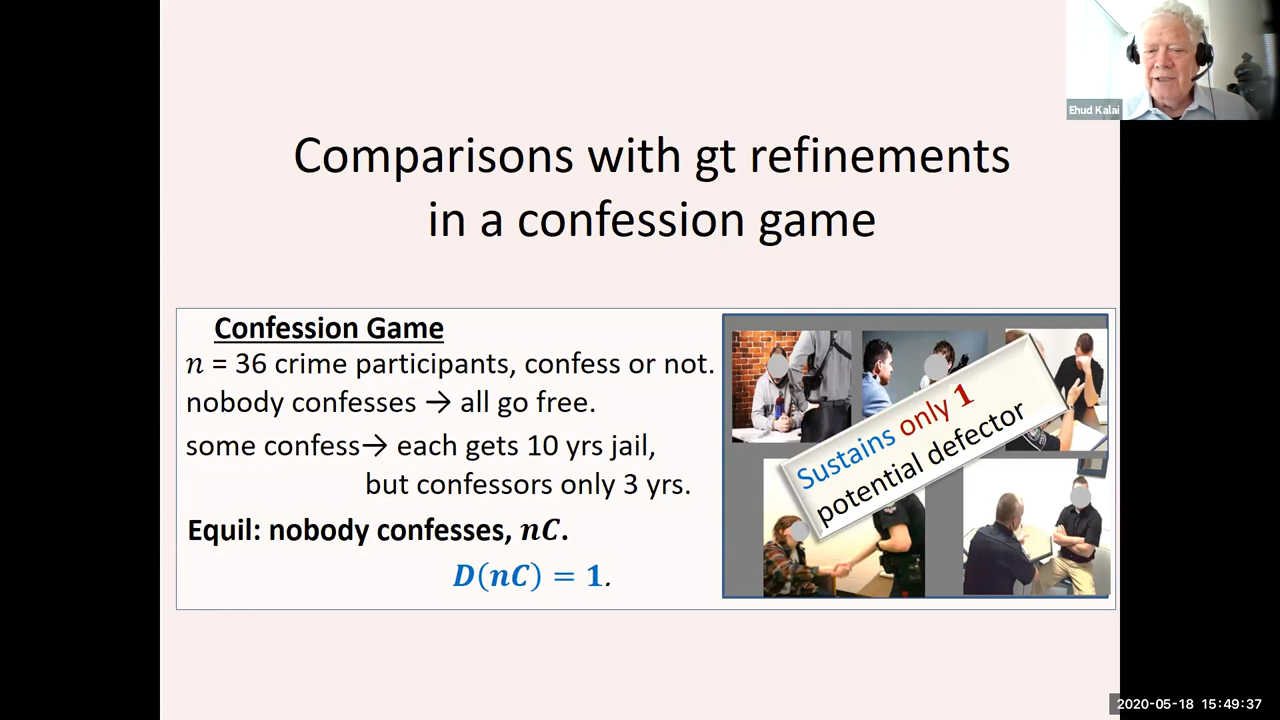 Ehud Kalai
Comparisons with gt refinements
in a confession game
Confession Game
n = 36 crime participants, confess or not.
nobody confesses → all go free.
some confess→ each gets 10 yrs jail,
but confessors only 3 yrs.
Equil: nobody confesses, nC.
D(nC) = 1.
Sustains only 1
potential defector
2020-05-18 15:49:37